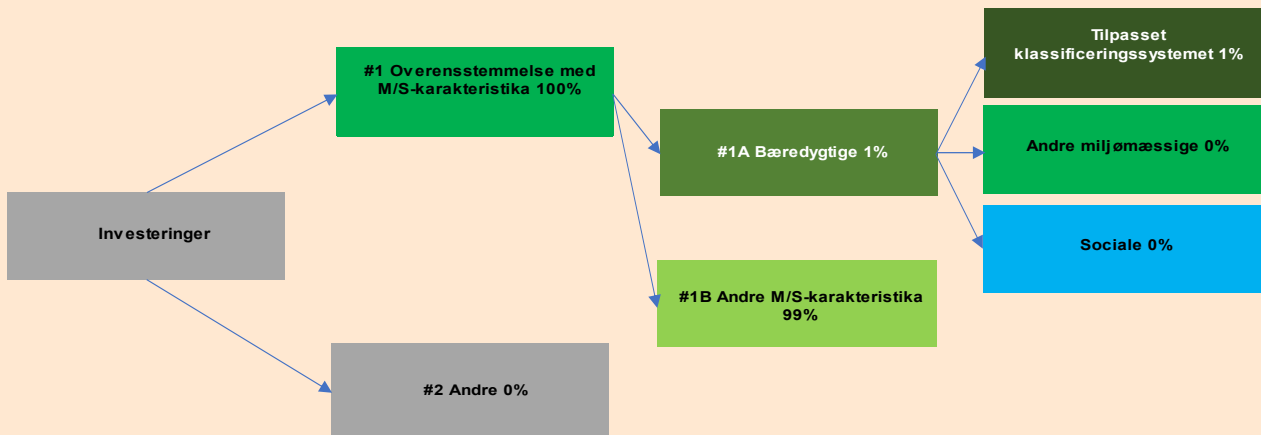 Investeringer
#1 Overensstemmelse med
M/S-karakteristika 100%
#2 Andre 0%
#1A Bæredygtige 1%
#1B Andre M/S-karakteristika
99%
Tilpasset
klassificeringssystemet 1%
Andre miljømæssige 0%
Sociale 0%